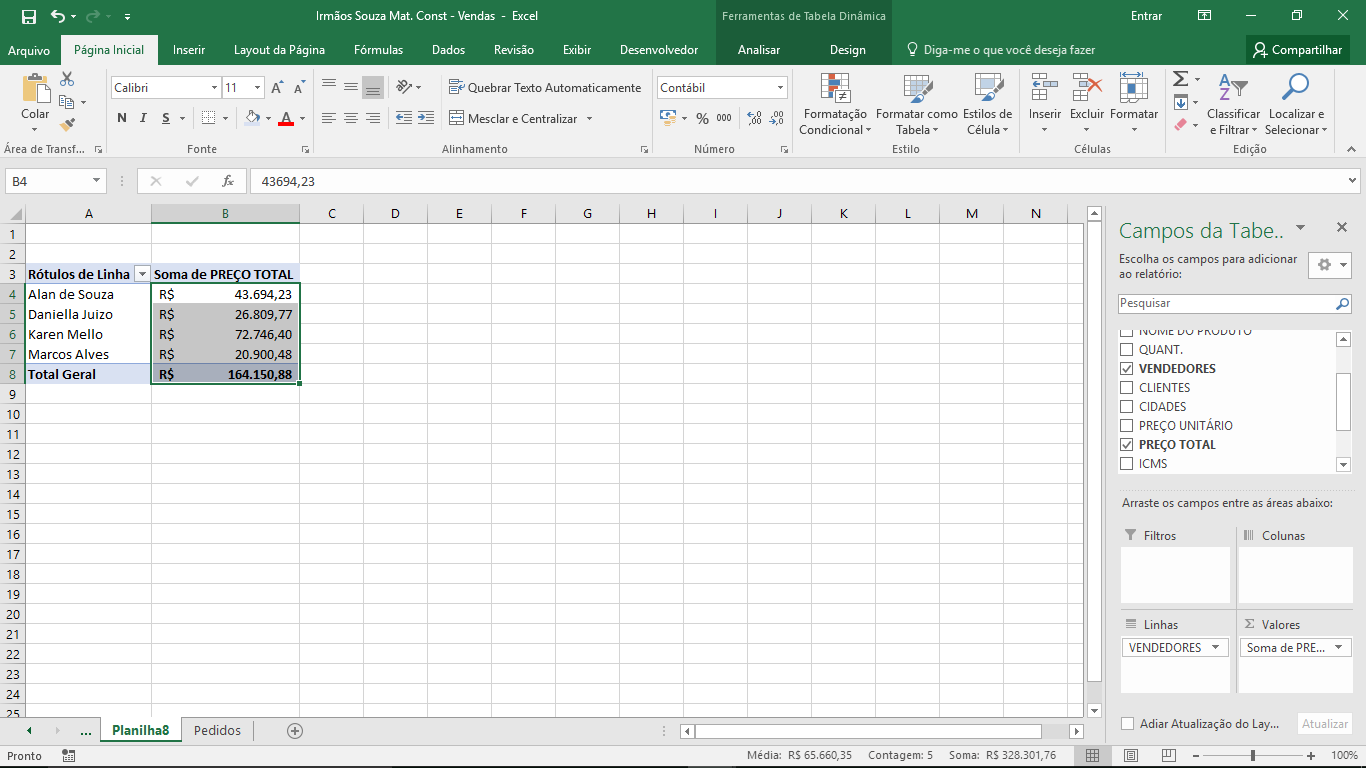 Irmãos Souza Mat. Const - Vendas - Excel
Ferramentas de Tabela Dinâmica
Entrar
Arquivo Página Inicial Inserir Layout da Página Fórmulas Dados Revisão Exibir Desenvolvedor Analisar Design Diga-me o que você deseja fazer Compartilhar
Colar
Calibri 11
N I S A
Quebrar Texto Automaticamente
Mesclar e Centralizar
Contábil
% 000
Formatação Condicional
Formatar como Tabela
Estilos de Célula
Inserir Excluir Formatar
Classificar e Filtrar
Localizar e Selecionar
Área de Transf... Fonte Alinhamento Número Estilo Células Edição
B4 fx 43694,23
A B C D E F G H I J K L M N
1
2
3 Rótulos de Linha Soma de PREÇO TOTAL
4 Alan de Souza R$ 43.694,23
5 Daniella Juizo R$ 26.809,77
6 Karen Mello R$ 72.746,40
7 Marcos Alves R$ 20.900,48
8 Total Geral R$ 164.150,88
9
10
11
12
13
14
15
16
17
18
19
20
21
22
23
24
25
Campos da Tabe..
Escolha os campos para adicionar
ao relatório:
Pesquisar
NOME DO PRODUTO
QUANT.
VENDEDORES
CLIENTES
CIDADES
PREÇO UNITÁRIO
PREÇO TOTAL
ICMS
Arraste os campos entre as áreas abaixo:
Filtros Colunas
Linhas Valores
VENDEDORES Soma de PRE...
Adiar Atualização do Lay... Atualizar
... Planilha8 Pedidos
Pronto Média: R$ 65.660,35 Contagem: 5 Soma: R$ 328.301,76 100%